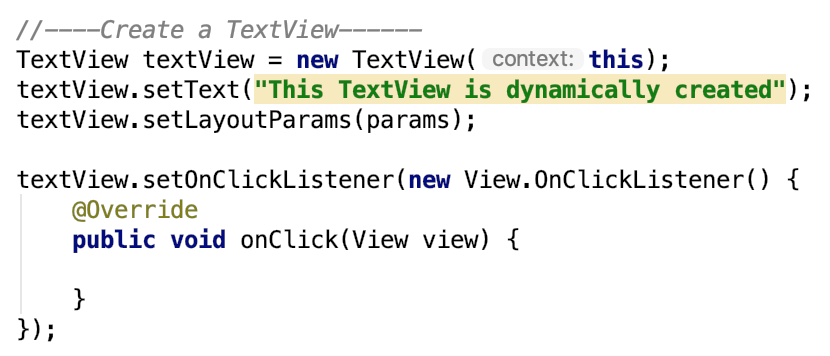 //----Create a TextView------
TextView textView = new TextView( context: this);
textView.setText("This TextView is dynamically created");
textView.setLayoutParams(params);
textView.setOnClickListener(new View.OnClickListener() {
@Override
public void onClick(View view) {
}
});